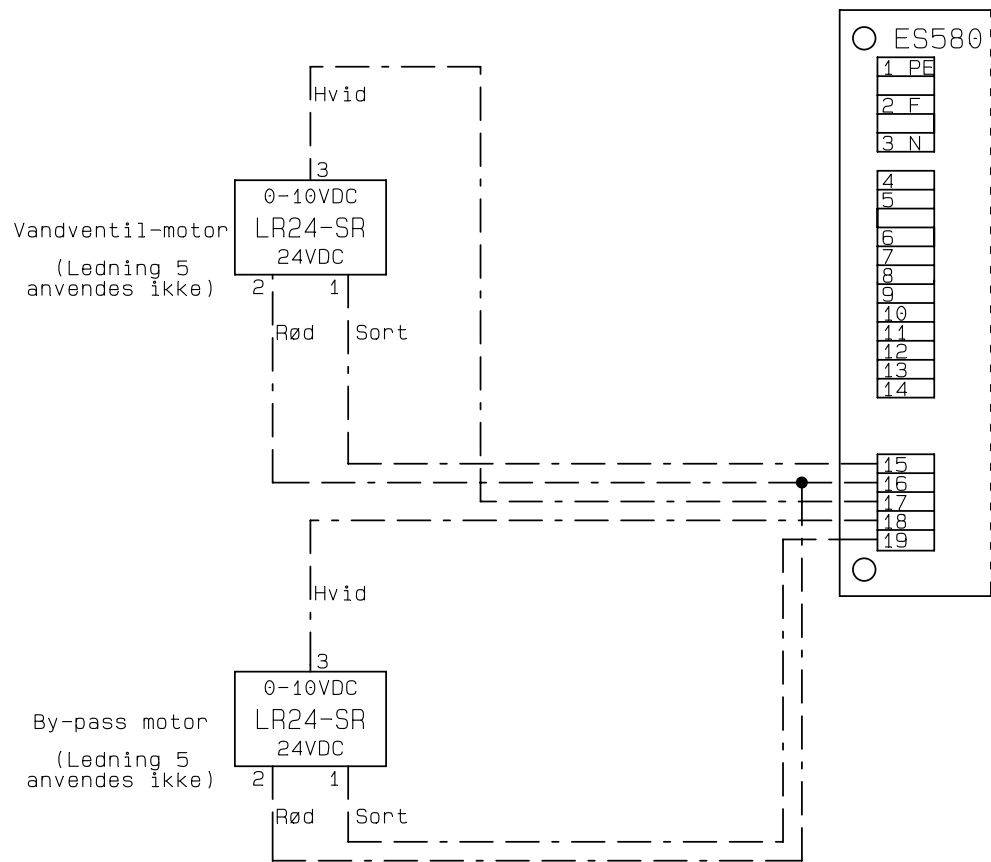 ES580
1 PE
2 F
3 N
4
5
6
7
8
9
10
11
12
13
14
15
16
17
18
19
Hvid
3
0-10VDC
LR24-SR
24VDC
Vandventil-motor
(Ledning 5
anvendes ikke)
2
1
Rød
Sort
Hvid
3
0-10VDC
LR24-SR
24VDC
By-pass motor
(Ledning 5
anvendes ikke)
2
1
Rød
Sort